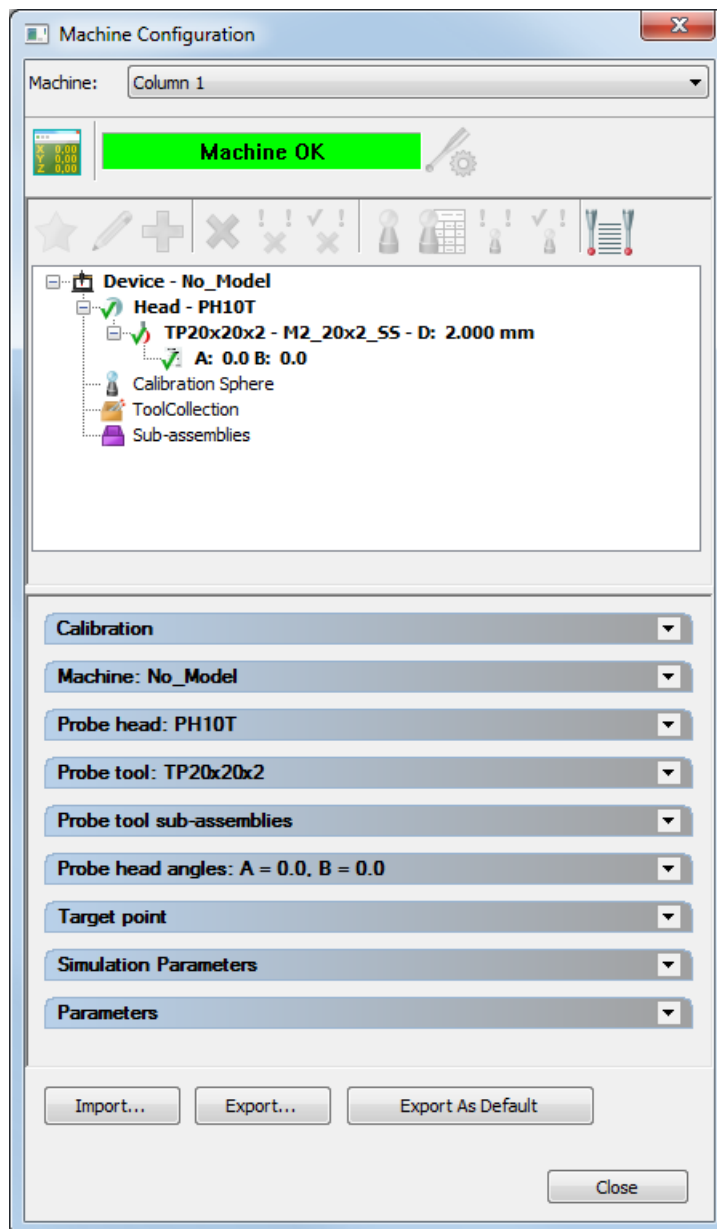 Machine Configuration
Machine: Column 1
X 0,00
Y 0,00
Z 0,00
Machine OK
Device - No_Model
Head - PH10T
TP20x20x2 - M2_20x2_SS - D: 2.000 mm
A: 0.0 B: 0.0
Calibration Sphere
ToolCollection
Sub-assemblies
Calibration
Machine: No_Model
Probe head: PH10T
Probe tool: TP20x20x2
Probe tool sub-assemblies
Probe head angles: A = 0.0, B = 0.0
Target point
Simulation Parameters
Parameters
Import... Export... Export As Default
Close